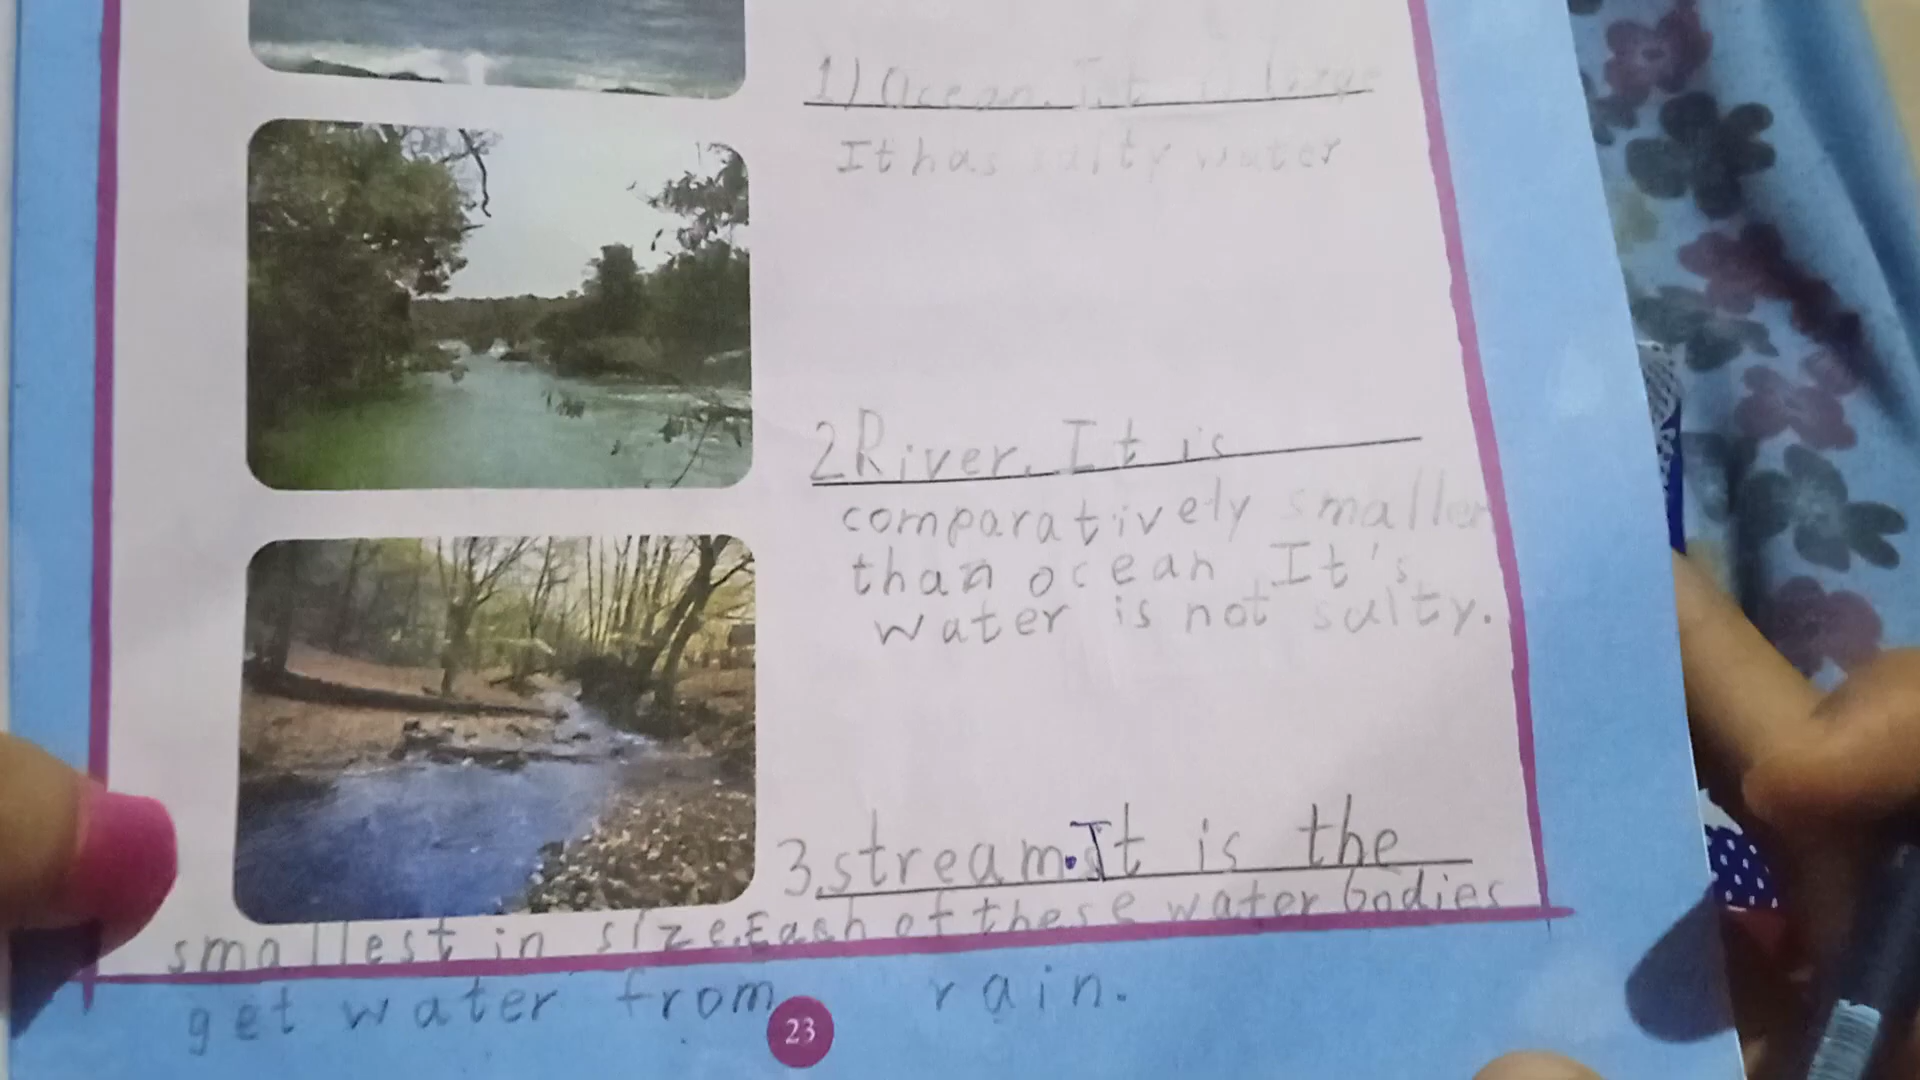 1) Ocean. It is large
It has salty water
2 River. It is
comparatively smaller
than ocean It's
water is not salty.
3. stream. It is the
smallest in size. Each of these water bodies
get water from rain.
23